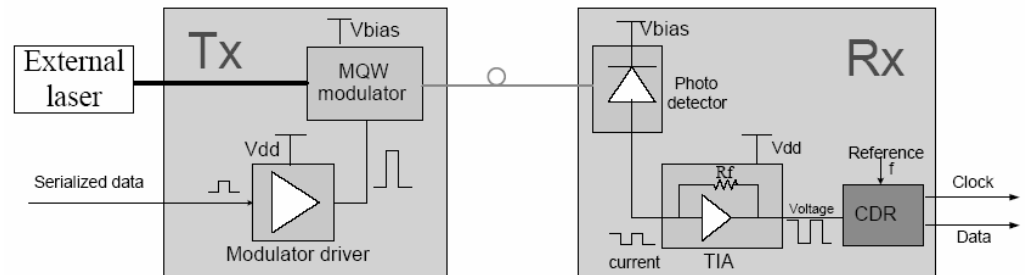 Tx
Vbias
External
laser
MQW
modulator
Vdd
Serialized data
Modulator driver
Rx
Vbias
Photo
detector
Vdd
Rf
Reference
f
Voltage
CDR
Clock
Data
current
TIA